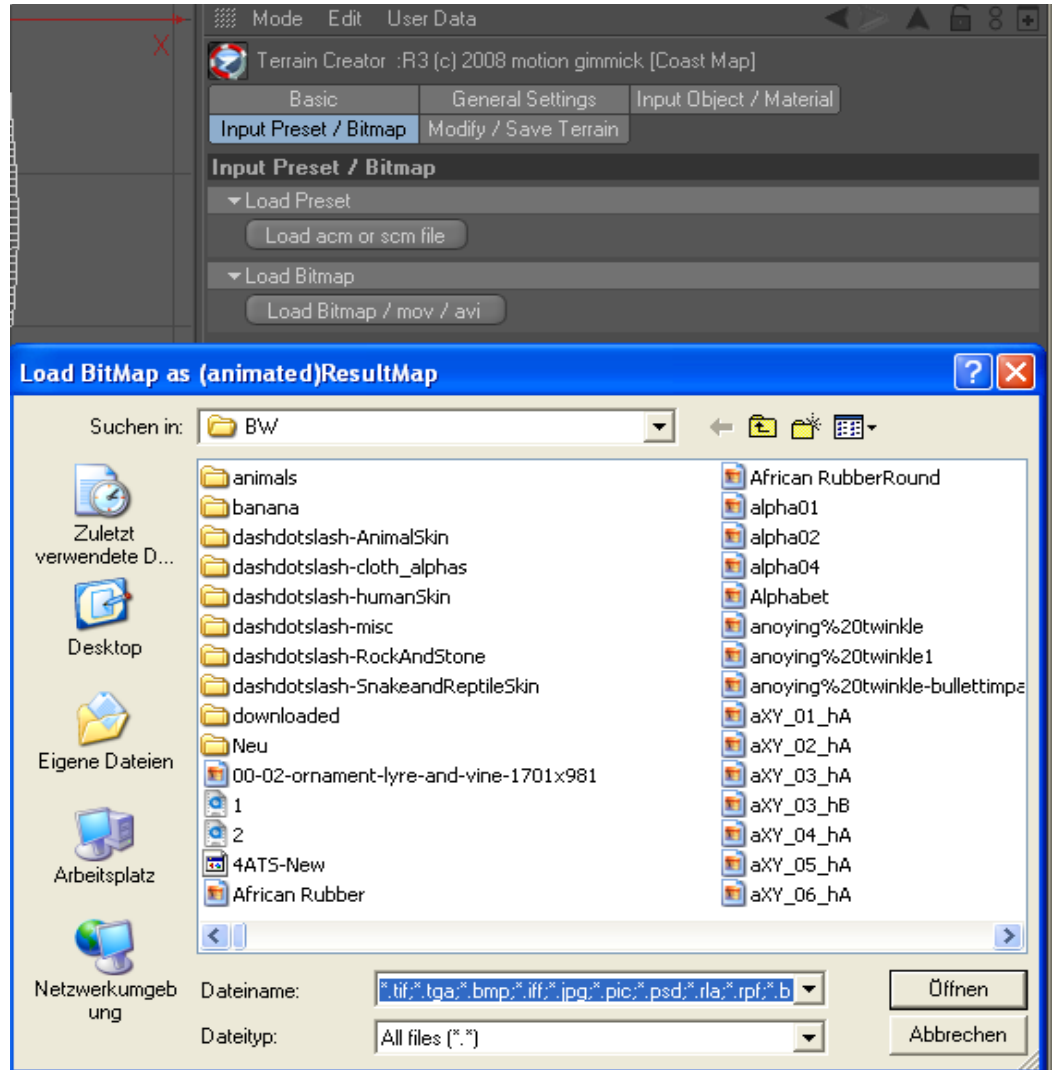 Mode Edit User Data
X
Terrain Creator :R3 (c) 2008 motion gimmick [Coast Map]
Basic General Settings Input Object / Material
Input Preset / Bitmap Modify / Save Terrain
Input Preset / Bitmap
Load Preset
Load acm or scm file
Load Bitmap
Load Bitmap / mov / avi
Load BitMap as (animated)ResultMap
Suchen in: BW
Zuletzt
verwendete D...
Desktop
Eigene Dateien
Arbeitsplatz
Netzwerkumgeb
ung
animals
banana
dashdotslash-AnimalSkin
dashdotslash-cloth_alphas
dashdotslash-humanSkin
dashdotslash-misc
dashdotslash-RockAndStone
dashdotslash-SnakeandReptileSkin
downloaded
Neu
00-02-ornament-lyre-and-vine-1701x981
1
2
4ATS-New
African Rubber
African RubberRound
alpha01
alpha02
alpha04
Alphabet
anoying%20twinkle
anoying%20twinkle1
anoying%20twinkle-bullettimpa
aXY_01_hA
aXY_02_hA
aXY_03_hA
aXY_03_hB
aXY_04_hA
aXY_05_hA
aXY_06_hA
Dateiname: *.tif;*.tga;*.bmp;*.iff;*.jpg;*.pic;*.psd;*.rla;*.rpf;*.b Öffnen
Dateityp: All files (*.*) Abbrechen